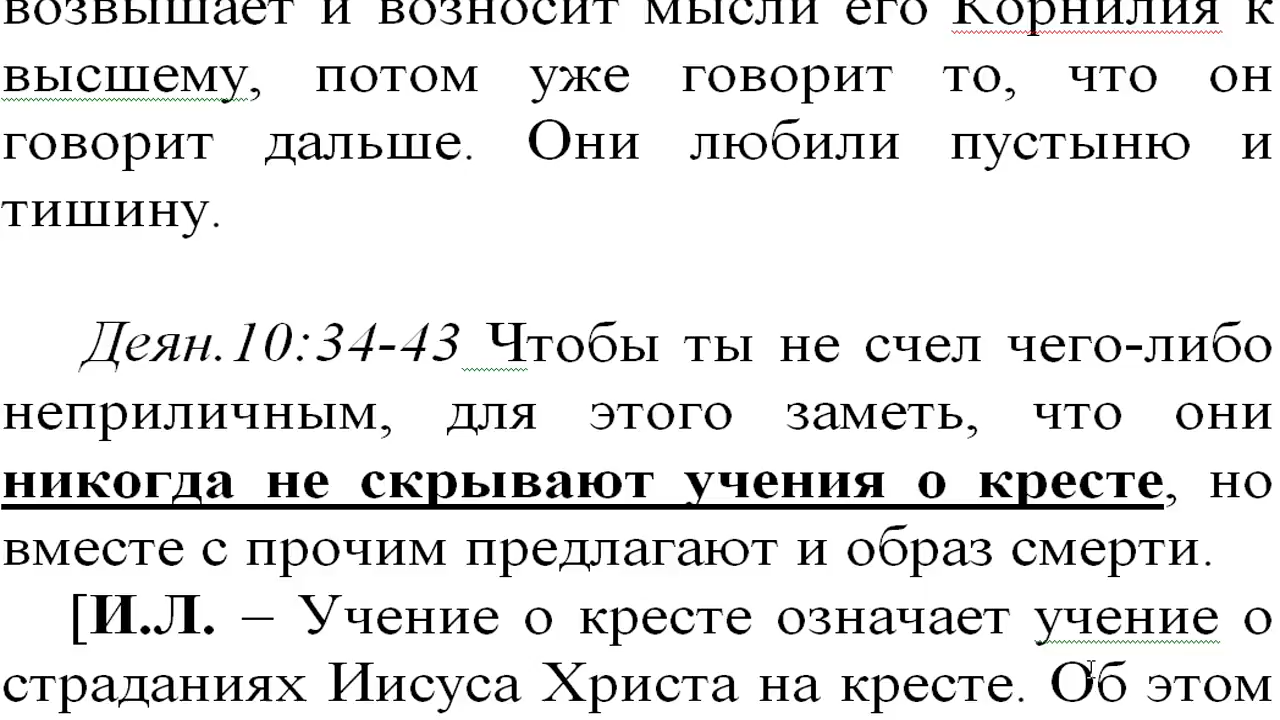 возвышает и возносит мысли его Корнилия к
высшему, потом уже говорит то, что он
говорит дальше. Они любили пустыню и
тишину.
Деян.10:34-43 Чтобы ты не счел чего-либо
неприличным, для этого заметь, что они
никогда не скрывают учения о кресте, но
вместе с прочим предлагают и образ смерти.
[И.Л. – Учение о кресте означает учение о
страданиях Иисуса Христа на кресте. Об этом